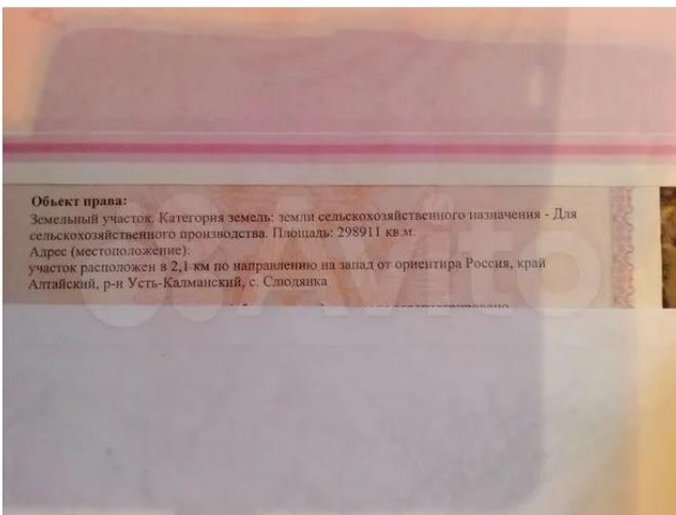 Объект права:
Земельный участок. Категория земель: земли сельскохозяйственного назначения - Для
сельскохозяйственного производства. Площадь: 298911 кв.м.
Адрес (местоположение):
участок расположен в 2,1 км по направлению на запад от ориентира Россия, край
Алтайский, р-н Усть-Калманский, с. Слюдянка
Avito